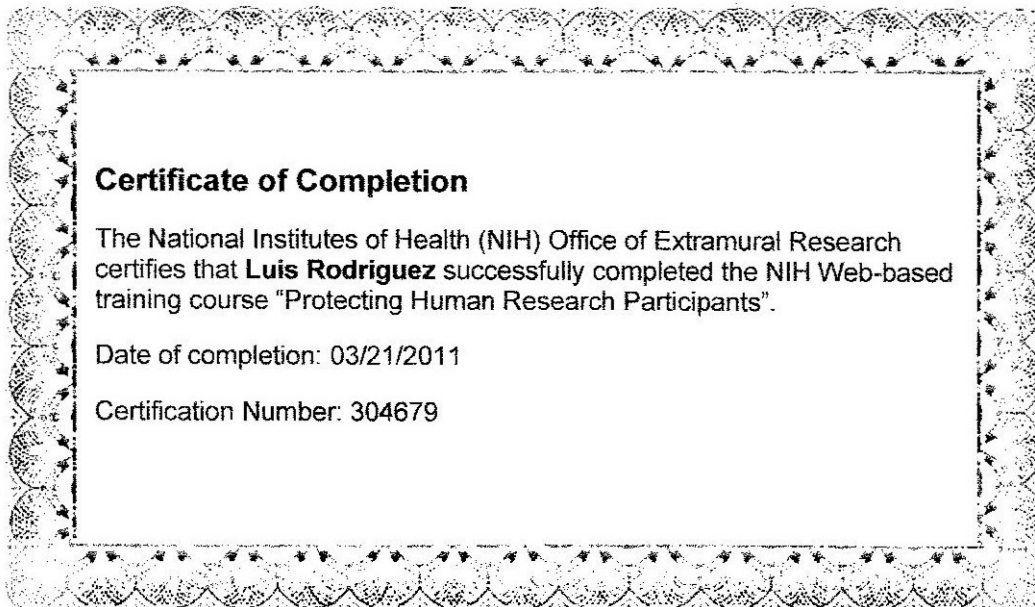 Certificate of Completion
The National Institutes of Health (NIH) Office of Extramural Research
certifies that Luis Rodriguez successfully completed the NIH Web-based
training course “Protecting Human Research Participants”.
Date of completion: 03/21/2011
Certification Number: 304679